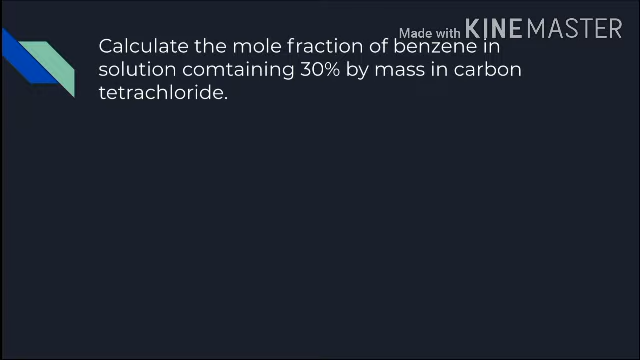 Made with KINEMASTER
Calculate the mole fraction of benzene in
solution comtaining 30% by mass in carbon
tetrachloride.